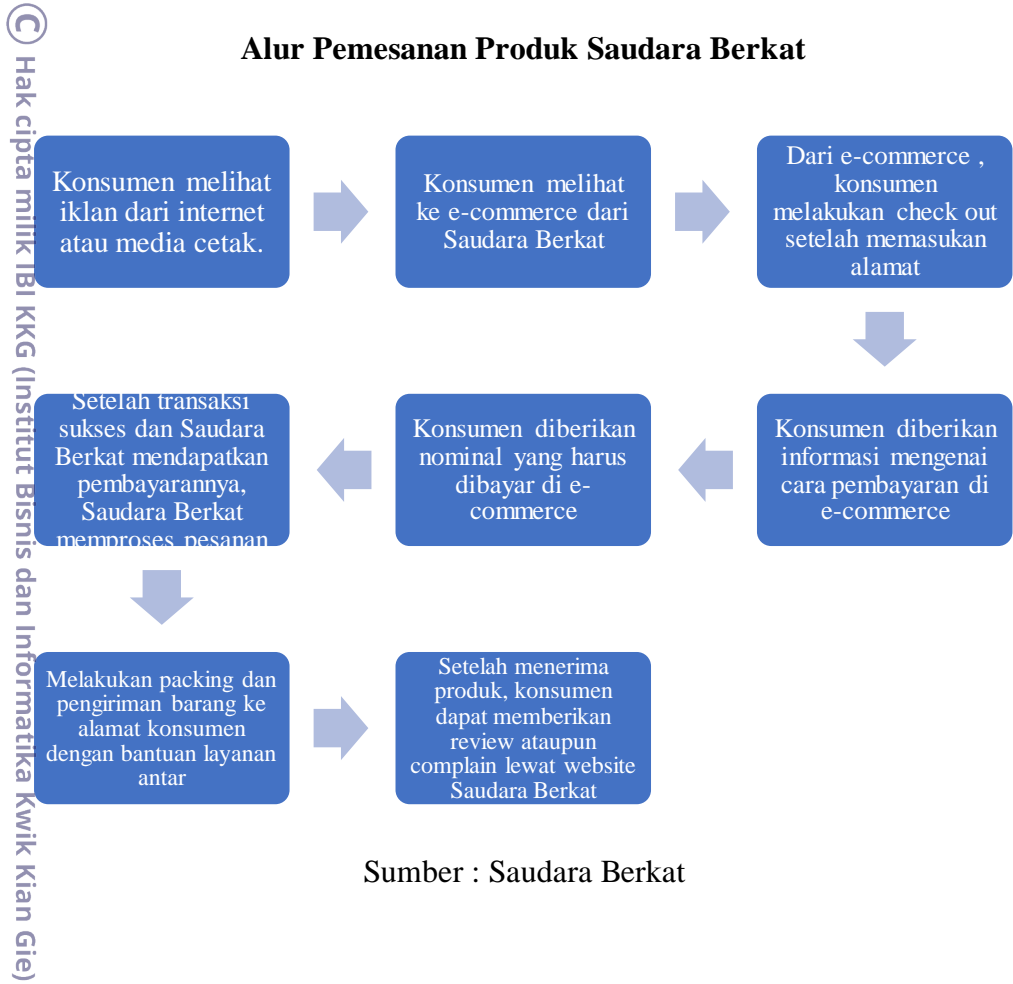 Alur Pemesanan Produk Saudara Berkat
Konsumen melihat
iklan dari internet
atau media cetak.
Konsumen melihat
ke e-commerce dari
Saudara Berkat
Dari e-commerce ,
konsumen
melakukan check out
setelah memasukan
alamat
Konsumen diberikan
informasi mengenai
cara pembayaran di
e-commerce
Konsumen diberikan
nominal yang harus
dibayar di e-
commerce
Setelah transaksi
sukses dan Saudara
Berkat mendapatkan
pembayarannya,
Saudara Berkat
memproses pesanan
Melakukan packing dan
pengiriman barang ke
alamat konsumen
dengan bantuan layanan
antar
Setelah menerima
produk, konsumen
dapat memberikan
review ataupun
complain lewat website
Saudara Berkat
Sumber : Saudara Berkat
© Hak cipta milik IBI KKG (Institut Bisnis dan Informatika Kwik Kian Gie)